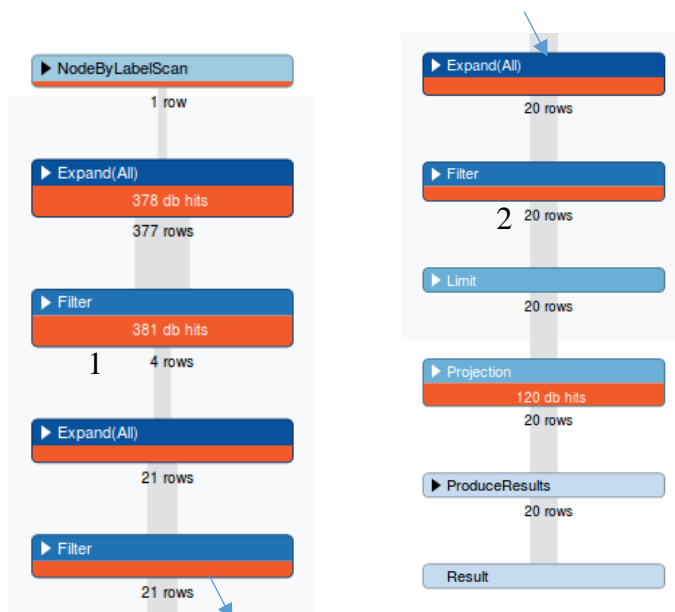 NodeByLabelScan
1 row
Expand(All)
378 db hits
377 rows
Filter
381 db hits
1 4 rows
Expand(All)
21 rows
Filter
21 rows
Expand(All)
20 rows
Filter
2 20 rows
Limit
20 rows
Projection
120 db hits
20 rows
ProduceResults
20 rows
Result